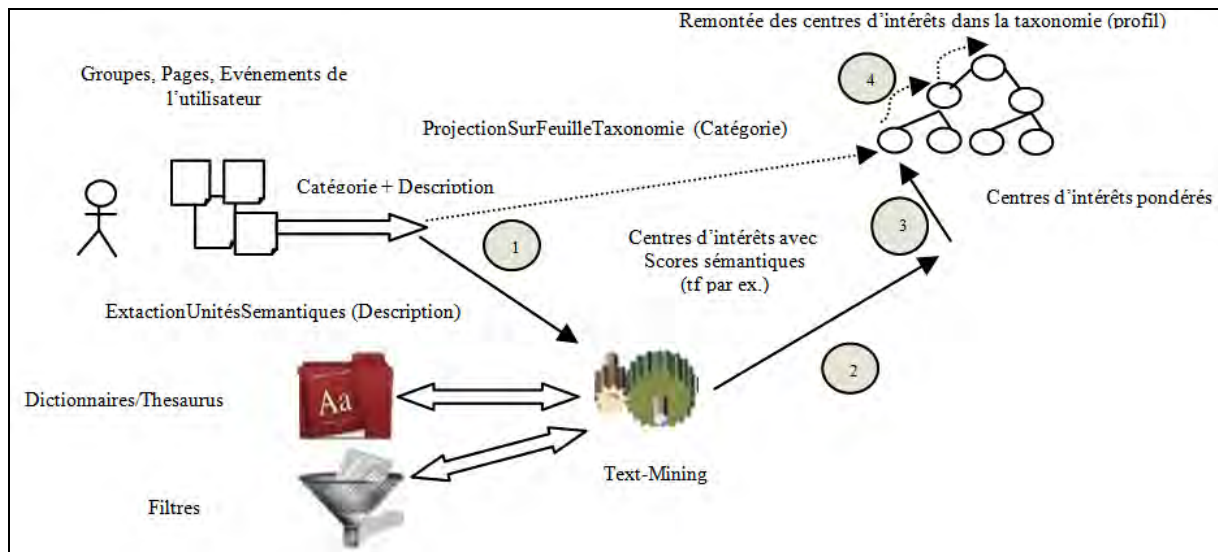 Remontée des centres d'intérêts dans la taxonomie (profil)
Groupes, Pages, Evénements de
l'utilisateur
4
ProjectionSurFeuilleTaxonomie (Catégorie)
Catégorie + Description
Centres d'intérêts pondérés
3
1
Centres d'intérêts avec
Scores sémantiques
(tf par ex.)
ExtactionUnitésSemantiques (Description)
2
Dictionnaires/Thesaurus
Aa
Text-Mining
Filtres